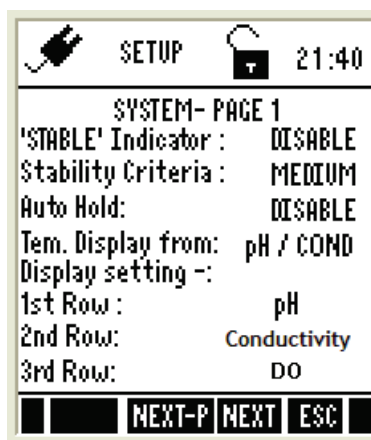 SETUP 21:40
SYSTEM- PAGE 1
'STABLE' Indicator : DISABLE
Stability Criteria : MEDIUM
Auto Hold: DISABLE
Tem. Display from: pH / COND
Display setting -:
1st Row : pH
2nd Row: Conductivity
3rd Row: DO
NEXT-P NEXT ESC